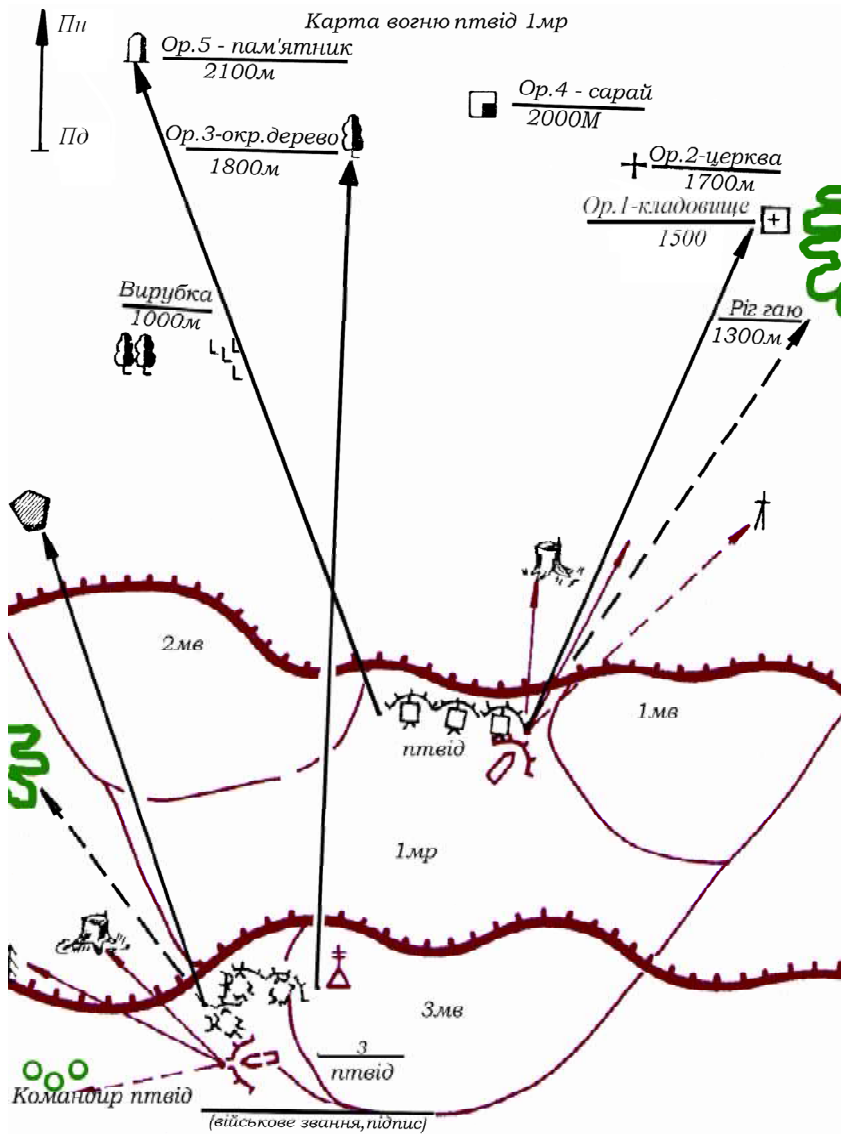 Карта вогню птвід 1мр
Пн
Пд
Ор.5 - пам'ятник
2100м
Ор.4 - сарай
2000М
Ор.3-окр.дерево
1800м
Ор.2-церква
1700м
Ор.1-кладовище
1500
Вирубка
1000м
Ріг гаю
1300м
2мв
1мв
птвід
1мр
3мв
3
птвід
Командир птвід
(військове звання,підпис)